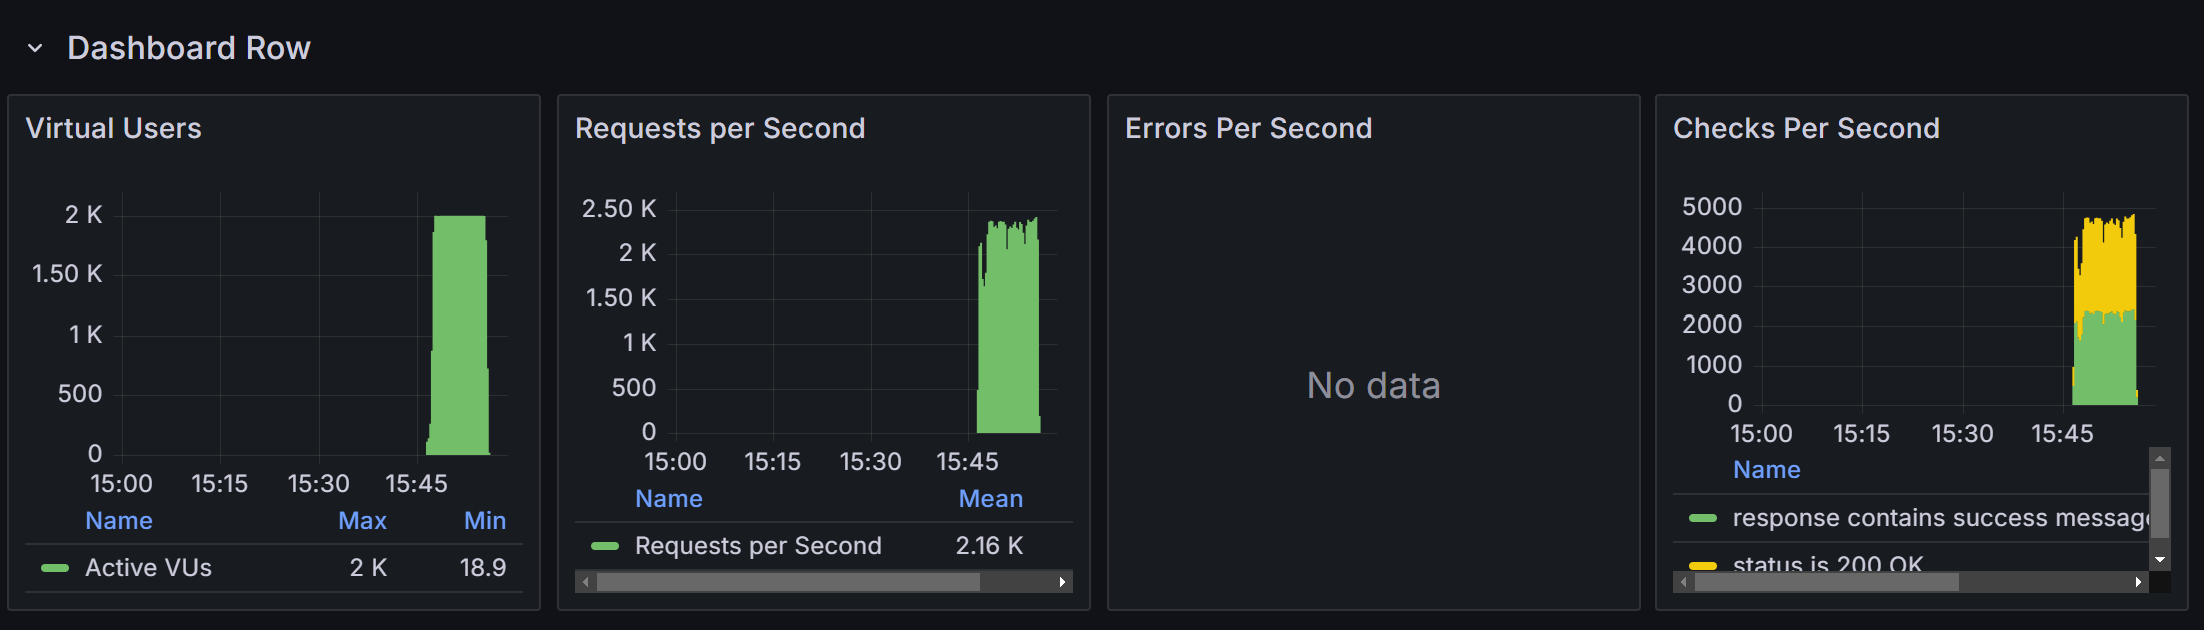 Dashboard Row
Virtual Users
2 K
1.50 K
1 K
500
0
15:00 15:15 15:30 15:45
Name Max Min
Active VUs 2 K 18.9
Requests per Second
2.50 K
2 K
1.50 K
1 K
500
0
15:00 15:15 15:30 15:45
Name Mean
Requests per Second 2.16 K
Errors Per Second
No data
Checks Per Second
5000
4000
3000
2000
1000
0
15:00 15:15 15:30 15:45
Name
response contains success message
status is 200 OK